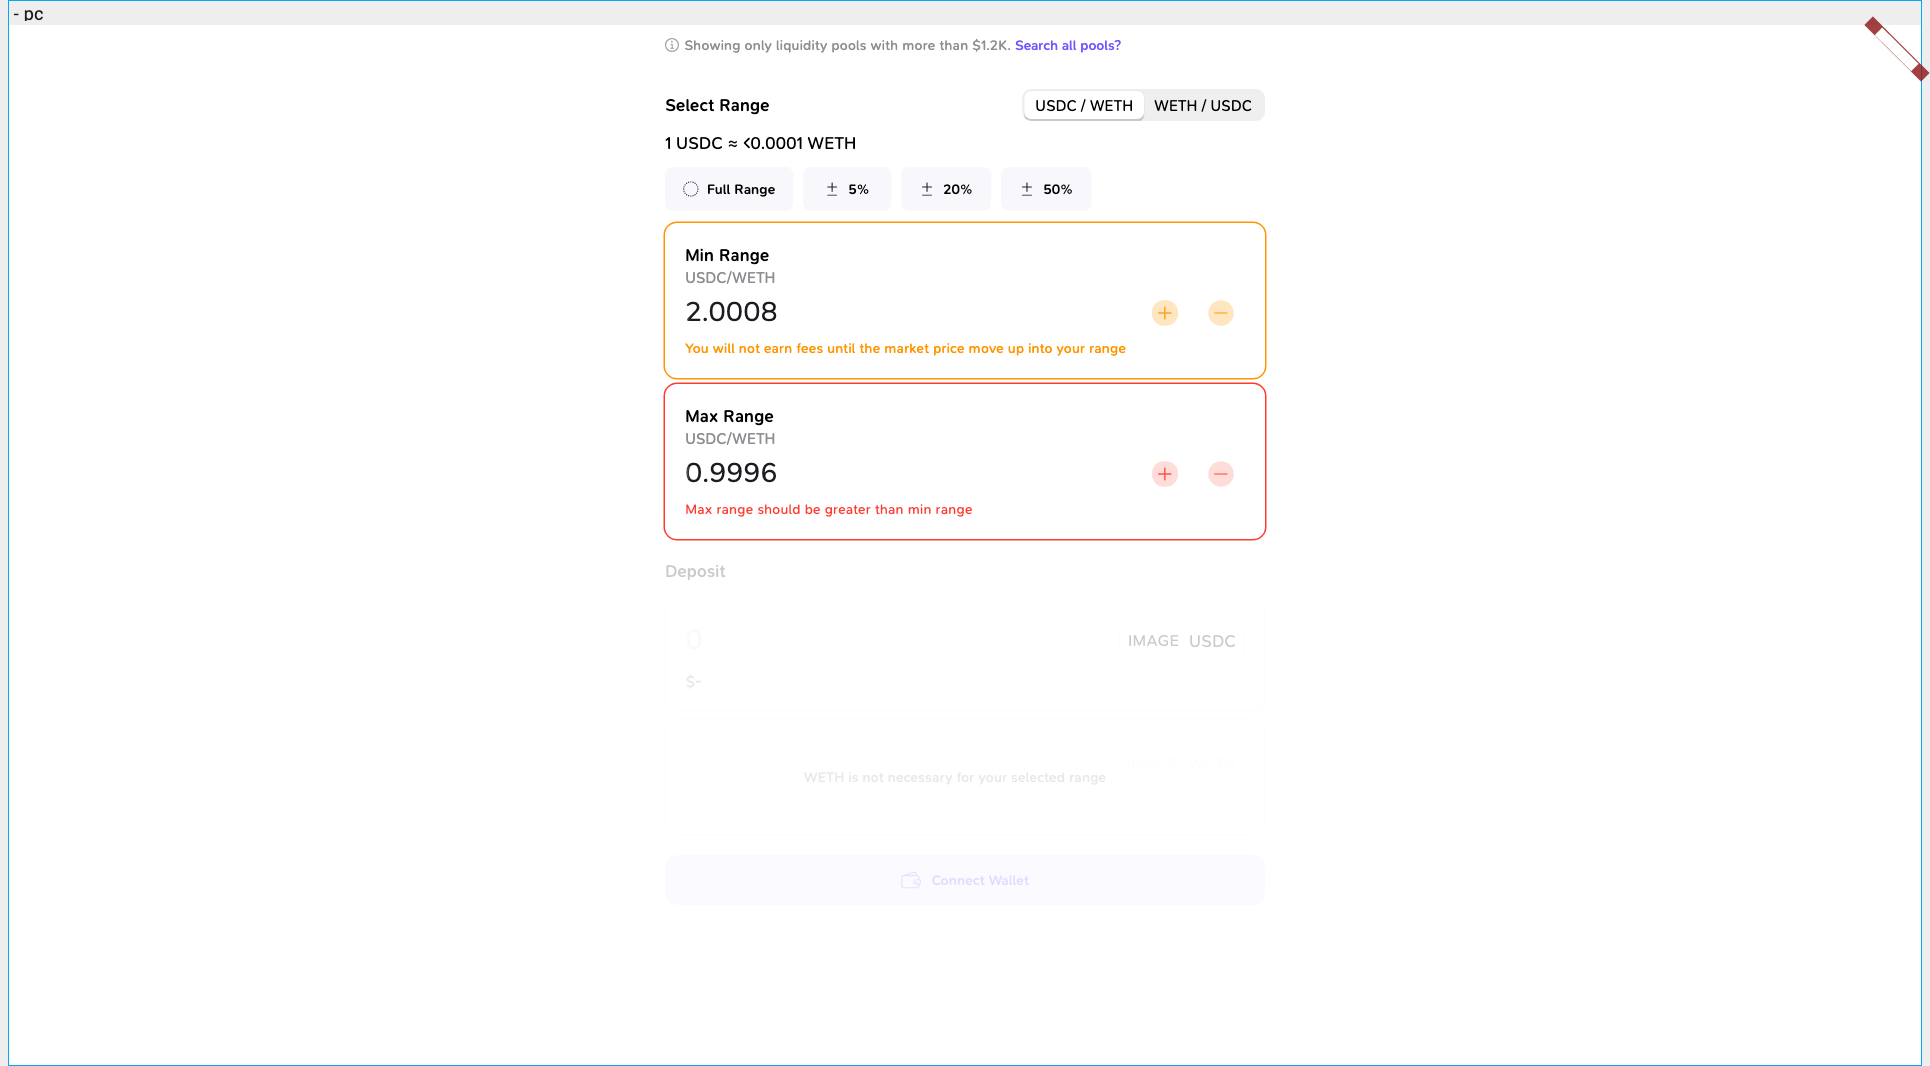 - pc
Showing only liquidity pools with more than $1.2K. Search all pools?
Select Range
USDC / WETH WETH / USDC
1 USDC ≈ <0.0001 WETH
Full Range
± 5%
± 20%
± 50%
Min Range
USDC/WETH
2.0008
You will not earn fees until the market price move up into your range
Max Range
USDC/WETH
0.9996
Max range should be greater than min range
Deposit
0
IMAGE USDC
$-
WETH is not necessary for your selected range
Connect Wallet